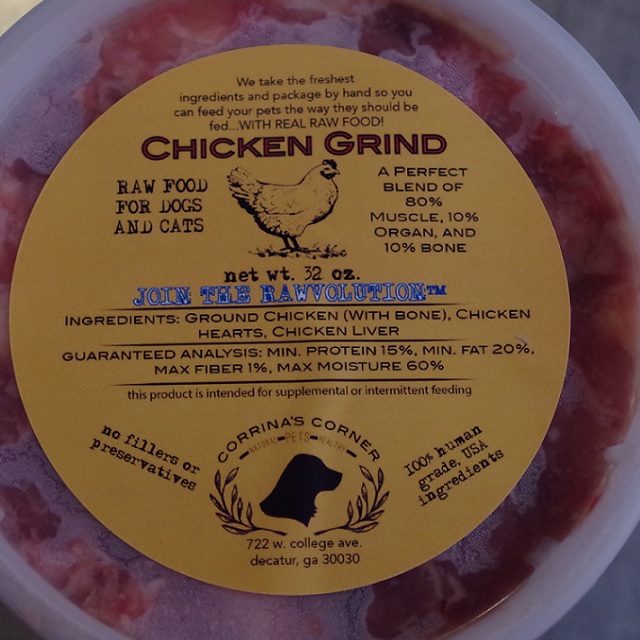 We take the freshest
ingredients and package by hand so you
can feed your pets the way they should be
fed...WITH REAL RAW FOOD!
CHICKEN GRIND
RAW FOOD
FOR DOGS
AND CATS
A PERFECT
BLEND OF
80%
MUSCLE, 10%
ORGAN, AND
10% BONE
net wt. 32 oz.
JOIN THE RAWVOLUTION™
INGREDIENTS: GROUND CHICKEN (WITH BONE), CHICKEN
HEARTS, CHICKEN LIVER
GUARANTEED ANALYSIS: MIN. PROTEIN 15%, MIN. FAT 20%,
MAX FIBER 1%, MAX MOISTURE 60%
this product is intended for supplemental or intermittent feeding
no fillers or
preservatives
CORRINA'S CORNER
NATURAL PETS HEALTHY
100% human
grade, USA
ingredients
722 w. college ave.
decatur, ga 30030